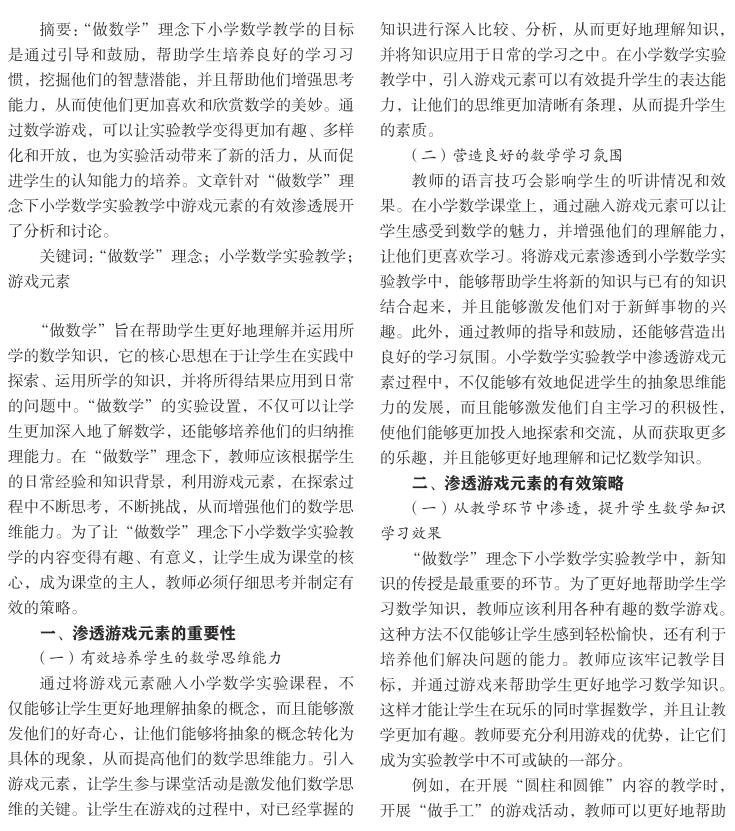 摘要：“做数学”理念下小学数学教学的目标
是通过引导和鼓励，帮助学生培养良好的学习习
惯，挖掘他们的智慧潜能，并且帮助他们增强思考
能力，从而使他们更加喜欢和欣赏数学的美妙。通
过数学游戏，可以让实验教学变得更加有趣、多样
化和开放，也为实验活动带来了新的活力，从而促
进学生的认知能力的培养。文章针对“做数学”理
念下小学数学实验教学中游戏元素的有效渗透展开
了分析和讨论。
关键词：“做数学”理念；小学数学实验教学；
游戏元素
“做数学”旨在帮助学生更好地理解并运用所
学的数学知识，它的核心思想在于让学生在实践中
探索、运用所学的知识，并将所得结果应用到日常
的问题中。“做数学”的实验设置，不仅可以让学
生更加深入地了解数学，还能够培养他们的归纳推
理能力。在“做数学”理念下，教师应该根据学生
的日常经验和知识背景，利用游戏元素，在探索过
程中不断思考，不断挑战，从而增强他们的数学思
维能力。为了让“做数学”理念下小学数学实验教
学的内容变得有趣、有意义，让学生成为课堂的核
心，成为课堂的主人，教师必须仔细思考并制定有
效的策略。
一、渗透游戏元素的重要性
（一）有效培养学生的数学思维能力
通过将游戏元素融入小学数学实验课程，不
仅能够让学生更好地理解抽象的概念，而且能够激
发他们的好奇心，让他们能够将抽象的概念转化为
具体的现象，从而提高他们的数学思维能力。引入
游戏元素，让学生参与课堂活动是激发他们数学思
维的关键。让学生在游戏的过程中，对已经掌握的
知识进行深入比较、分析，从而更好地理解知识，
并将知识应用于日常的学习之中。在小学数学实验
教学中，引入游戏元素可以有效提升学生的表达能
力，让他们的思维更加清晰有条理，从而提升学生
的素质。
（二）营造良好的数学学习氛围
教师的语言技巧会影响学生的听讲情况和效
果。在小学数学课堂上，通过融入游戏元素可以让
学生感受到数学的魅力，并增强他们的理解能力，
让他们更喜欢学习。将游戏元素渗透到小学数学实
验教学中，能够帮助学生将新的知识与已有的知识
结合起来，并且能够激发他们对于新鲜事物的兴
趣。此外，通过教师的指导和鼓励，还能够营造出
良好的学习氛围。小学数学实验教学中渗透游戏元
素过程中，不仅能够有效地促进学生的抽象思维能
力的发展，而且能够激发他们自主学习的积极性，
使他们能够更加投入地探索和交流，从而获取更多
的乐趣，并且能够更好地理解和记忆数学知识。
二、渗透游戏元素的有效策略
（一）从教学环节中渗透，提升学生数学知识
学习效果
“做数学”理念下小学数学实验教学中，新知
识的传授是最重要的环节。为了更好地帮助学生学
习数学知识，教师应该利用各种有趣的数学游戏。
这种方法不仅能够让学生感到轻松愉快，还有利于
培养他们解决问题的能力。教师应该牢记教学目
标，并通过游戏来帮助学生更好地学习数学知识。
这样才能让学生在玩乐的同时掌握数学，并且让教
学更加有趣。教师要充分利用游戏的优势，让它们
成为实验教学中不可或缺的一部分。
例如，在开展“圆柱和圆锥”内容的教学时，
开展“做手工”的游戏活动，教师可以更好地帮助